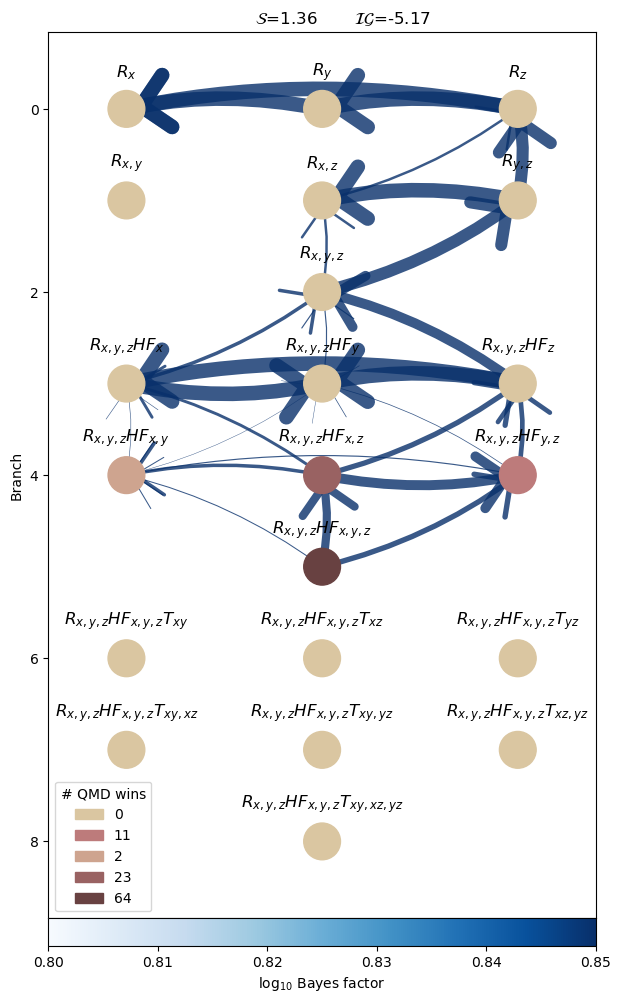 𝒮=1.36 ℐ𝒢=-5.17
R_x R_y R_z
0
R_{x,y} R_{x,z} R_{y,z}
R_{x,y,z}
2
R_{x,y,z}HF_x R_{x,y,z}HF_y R_{x,y,z}HF_z
R_{x,y,z}HF_{x,y} R_{x,y,z}HF_{x,z} R_{x,y,z}HF_{y,z}
4
Branch
R_{x,y,z}HF_{x,y,z}
R_{x,y,z}HF_{x,y,z}T_{xy} R_{x,y,z}HF_{x,y,z}T_{xz} R_{x,y,z}HF_{x,y,z}T_{yz}
6
R_{x,y,z}HF_{x,y,z}T_{xy,xz} R_{x,y,z}HF_{x,y,z}T_{xy,yz} R_{x,y,z}HF_{x,y,z}T_{xz,yz}
R_{x,y,z}HF_{x,y,z}T_{xy,xz,yz}
8
# QMD wins
0
11
2
23
64
0.80 0.81 0.82 0.83 0.84 0.85
log₁₀ Bayes factor